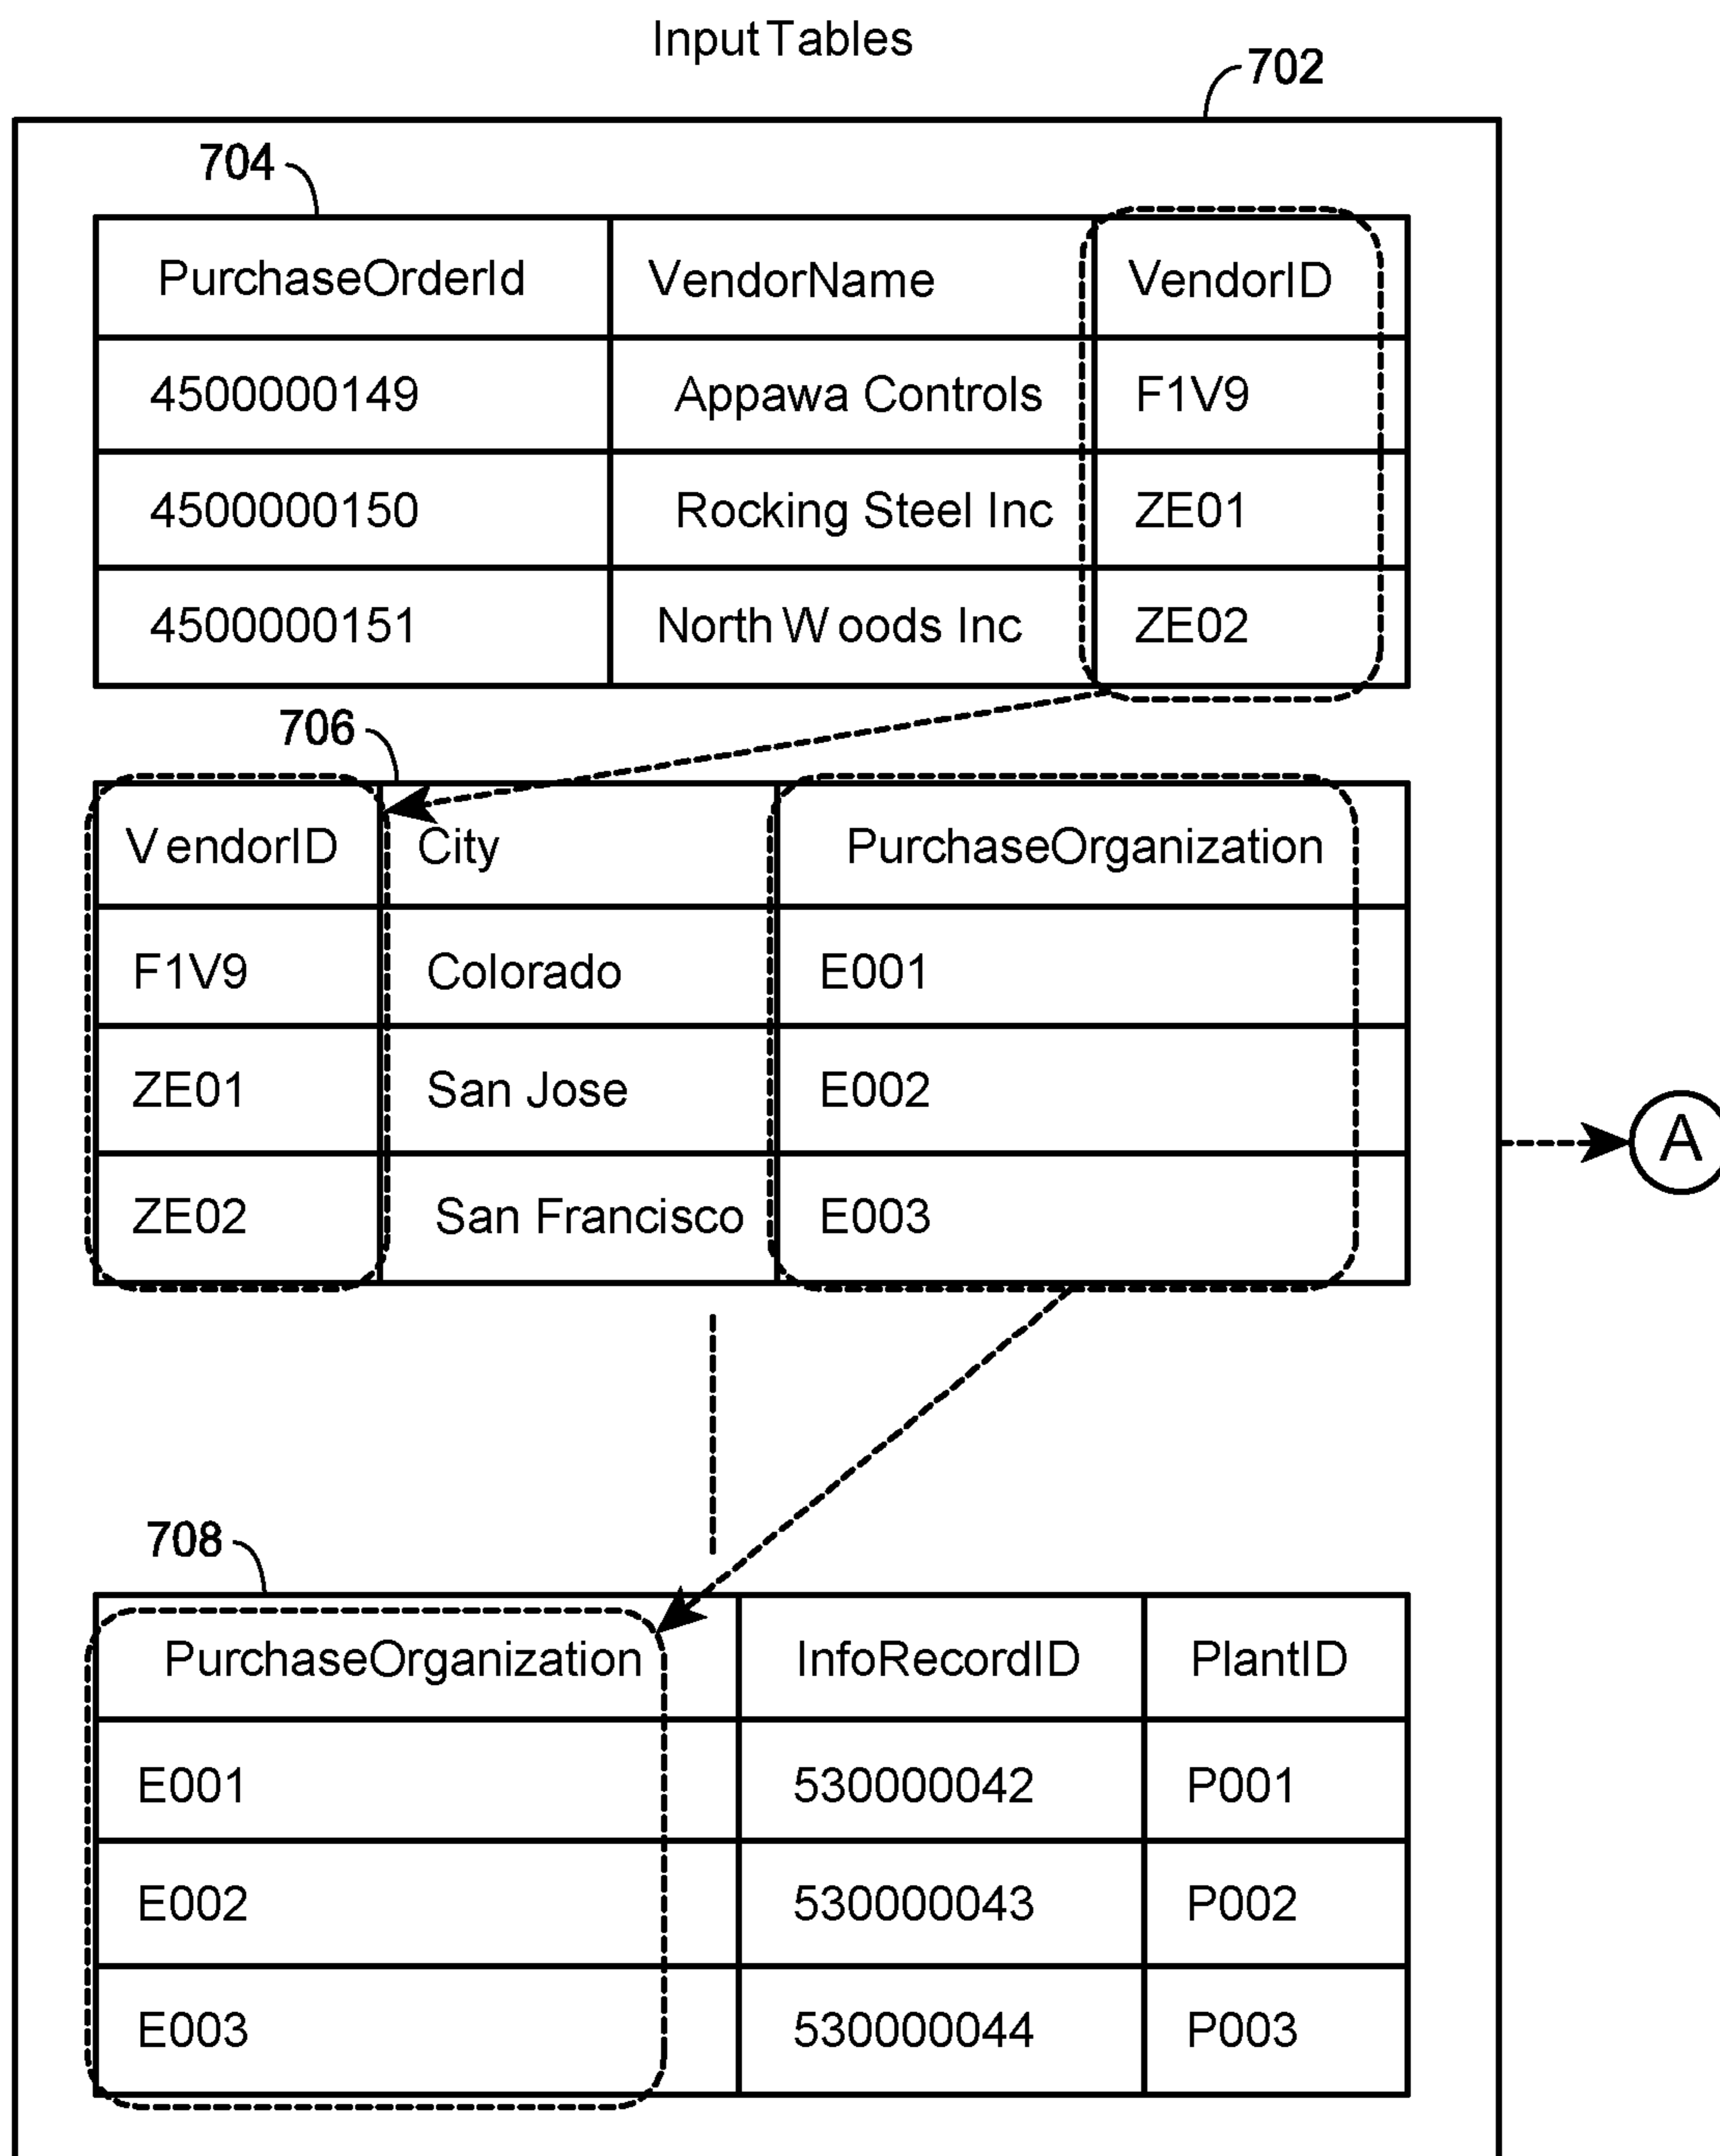 Input Tables
702
704
PurchaseOrderId VendorName VendorID
4500000149 Appawa Controls F1V9
4500000150 Rocking Steel Inc ZE01
4500000151 North Woods Inc ZE02
706
VendorID City PurchaseOrganization
F1V9 Colorado E001
ZE01 San Jose E002
A
ZE02 San Francisco E003
708
PurchaseOrganization InfoRecordID PlantID
E001 530000042 P001
E002 530000043 P002
E003 530000044 P003